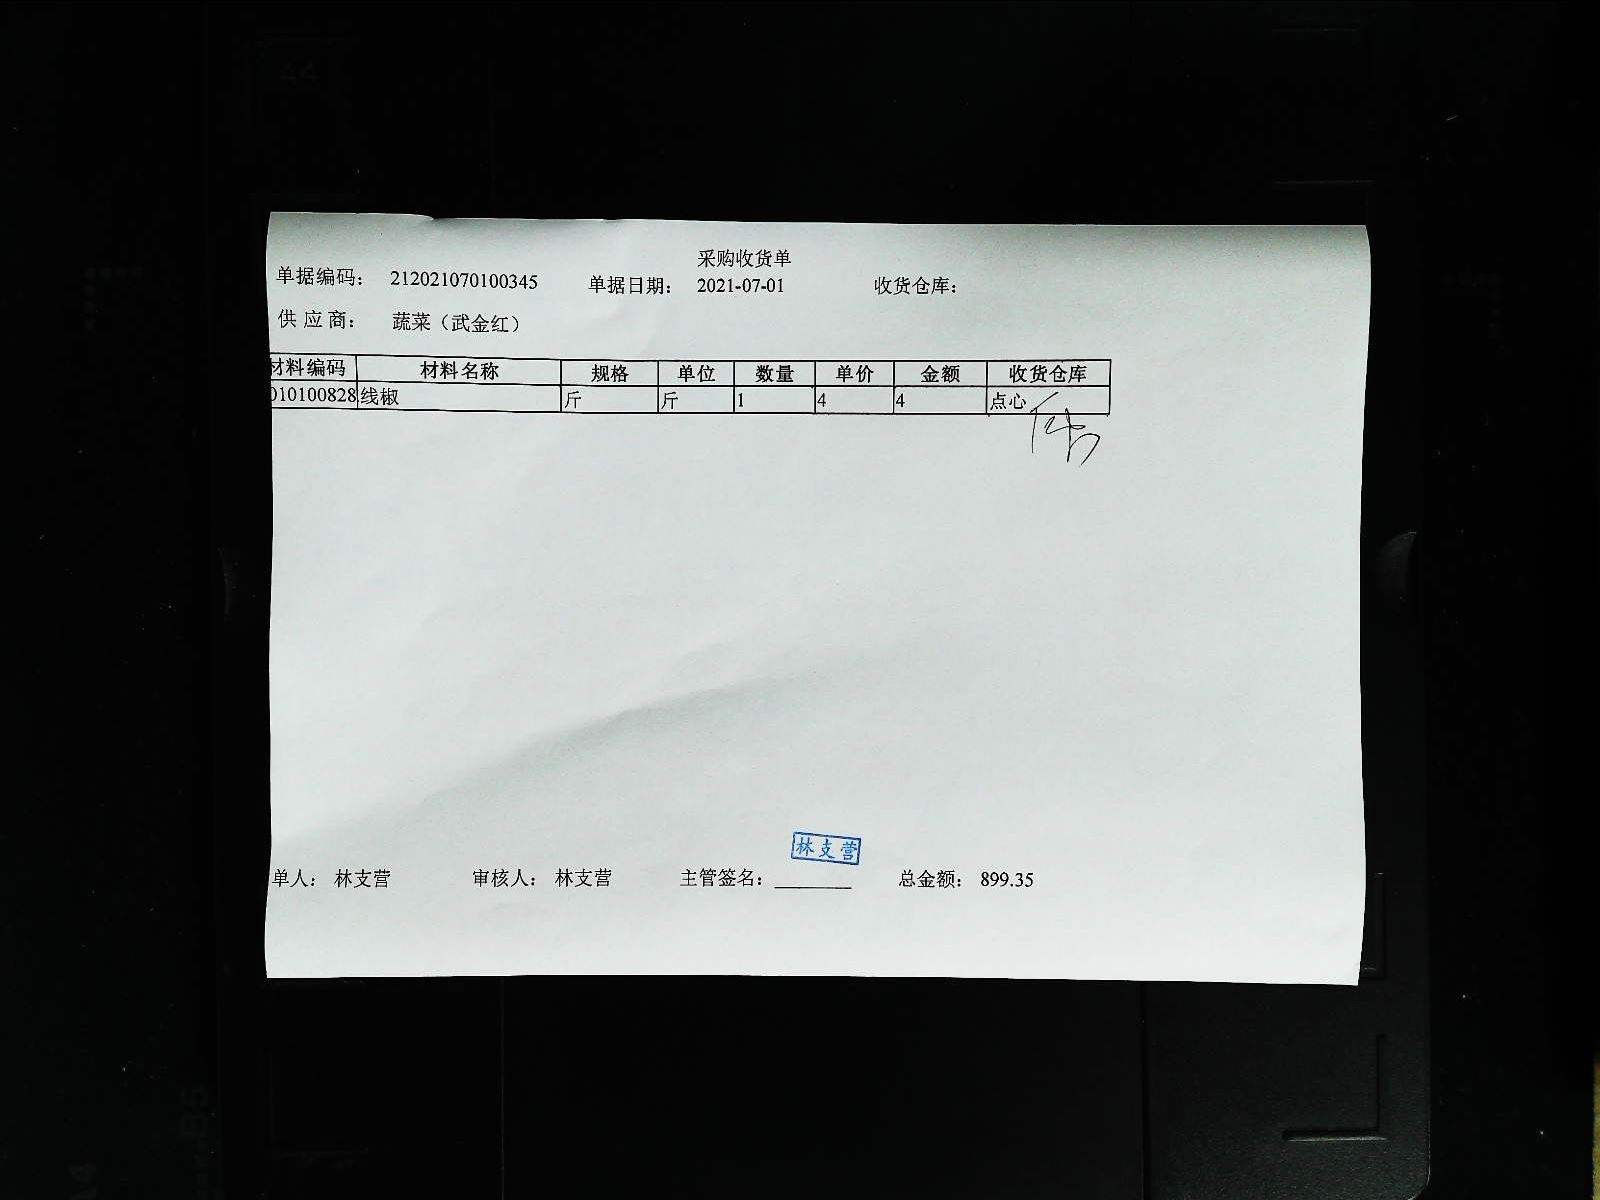 采购收货单
单据编码： 212021070100345 单据日期： 2021-07-01 收货仓库：
供 应 商： 蔬菜（武金红）
材料编码 材料名称 规格 单位 数量 单价 金额 收货仓库
010100828 线椒 斤 斤 1 4 4 点心
林支营
单人： 林支营 审核人： 林支营 主管签名： ________ 总金额： 899.35